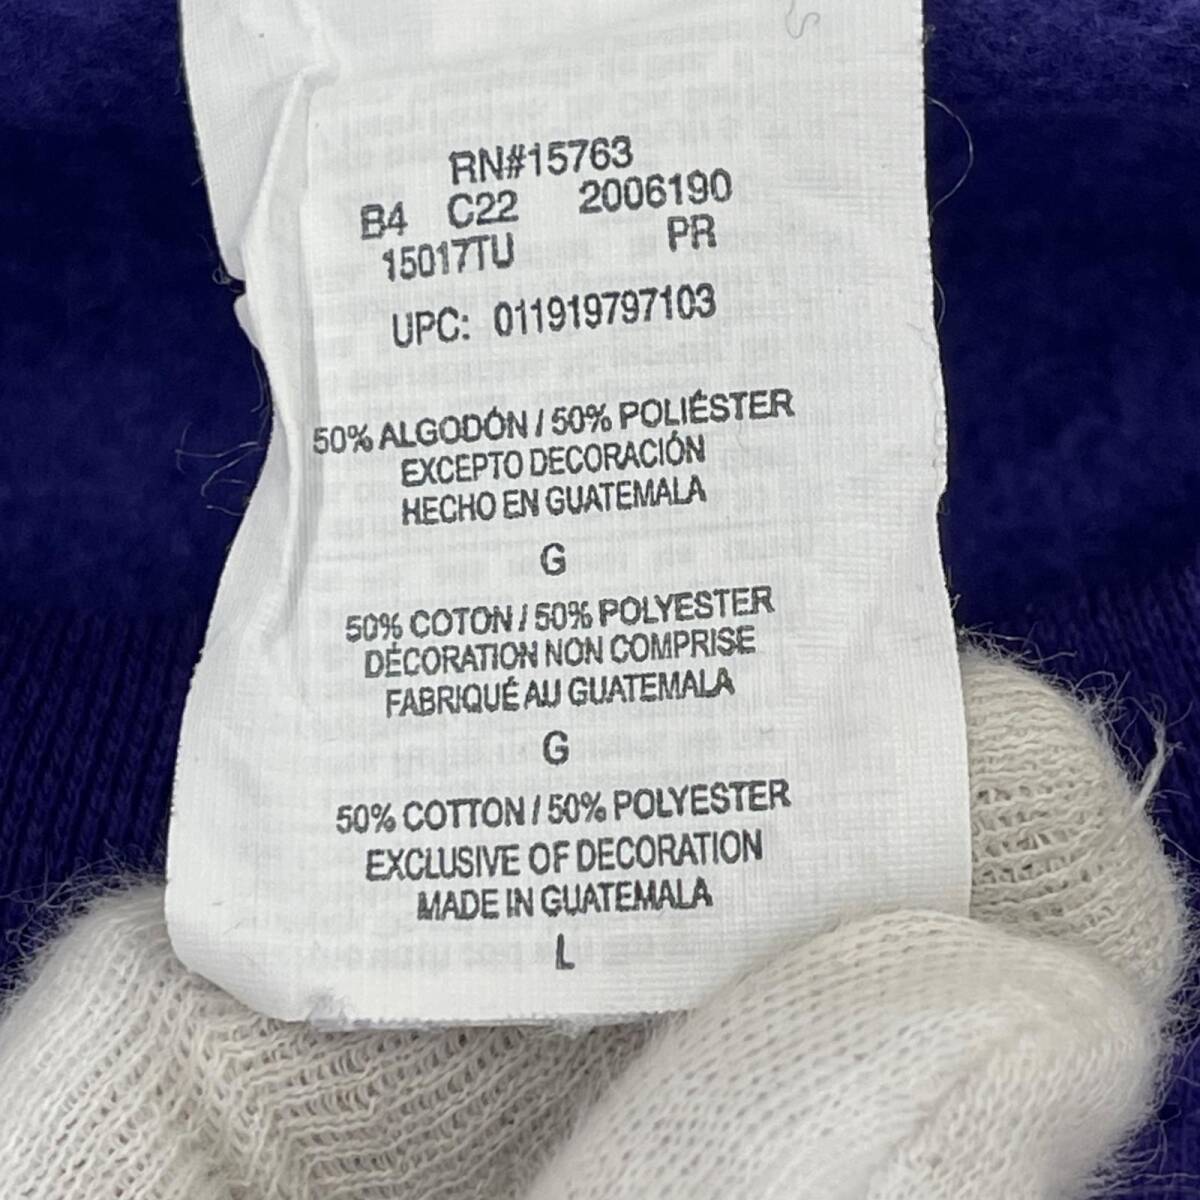 RN#15763
B4 C22 2006190
15017TU PR
UPC: 011919797103
50% ALGODÓN / 50% POLIÉSTER
EXCEPTO DECORACIÓN
HECHO EN GUATEMALA
G
50% COTON / 50% POLYESTER
DÉCORATION NON COMPRISE
FABRIQUÉ AU GUATEMALA
G
50% COTTON / 50% POLYESTER
EXCLUSIVE OF DECORATION
MADE IN GUATEMALA
L